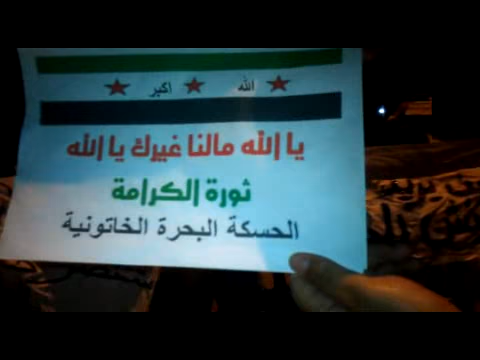 الله اكبر
يا الله مالنا غيرك يا الله
ثورة الكرامة
الحسكة البحرة الخاتونية